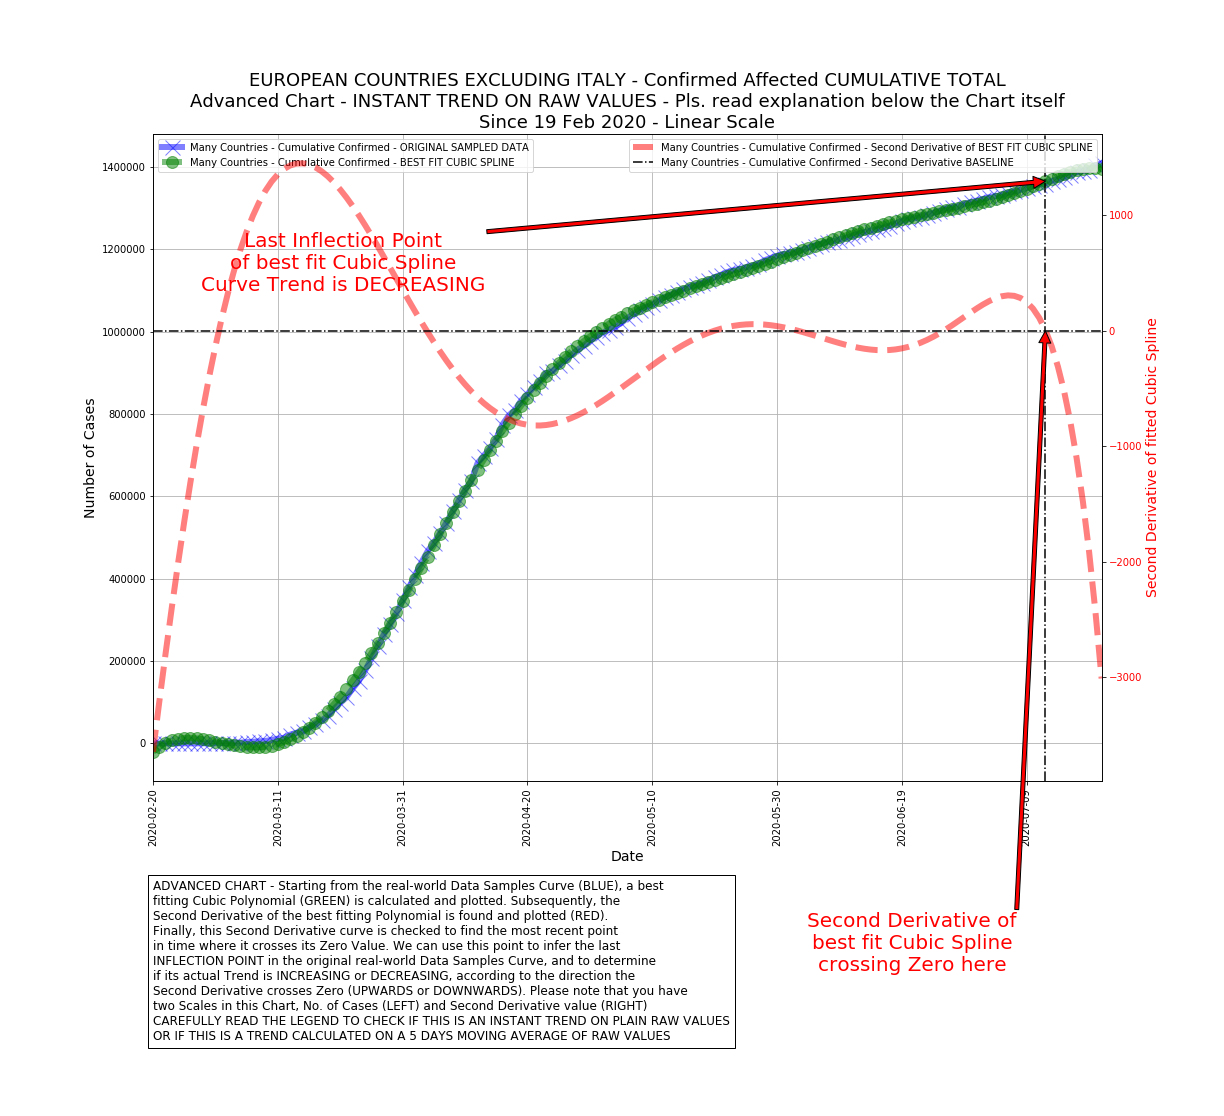 EUROPEAN COUNTRIES EXCLUDING ITALY - Confirmed Affected CUMULATIVE TOTAL
Advanced Chart - INSTANT TREND ON RAW VALUES - Pls. read explanation below the Chart itself
Since 19 Feb 2020 - Linear Scale
Many Countries - Cumulative Confirmed - ORIGINAL SAMPLED DATA
Many Countries - Cumulative Confirmed - BEST FIT CUBIC SPLINE
Many Countries - Cumulative Confirmed - Second Derivative of BEST FIT CUBIC SPLINE
Many Countries - Cumulative Confirmed - Second Derivative BASELINE
Last Inflection Point
of best fit Cubic Spline
Curve Trend is DECREASING
Number of Cases
1400000
1200000
1000000
800000
600000
400000
200000
0
1000
0
−1000
−2000
−3000
Second Derivative of fitted Cubic Spline
2020-02-20
2020-03-11
2020-03-31
2020-04-20
2020-05-10
2020-05-30
2020-06-19
2020-07-09
Date
ADVANCED CHART - Starting from the real-world Data Samples Curve (BLUE), a best
fitting Cubic Polynomial (GREEN) is calculated and plotted. Subsequently, the
Second Derivative of the best fitting Polynomial is found and plotted (RED).
Finally, this Second Derivative curve is checked to find the most recent point
in time where it crosses its Zero Value. We can use this point to infer the last
INFLECTION POINT in the original real-world Data Samples Curve, and to determine
if its actual Trend is INCREASING or DECREASING, according to the direction the
Second Derivative crosses Zero (UPWARDS or DOWNWARDS). Please note that you have
two Scales in this Chart, No. of Cases (LEFT) and Second Derivative value (RIGHT)
CAREFULLY READ THE LEGEND TO CHECK IF THIS IS AN INSTANT TREND ON PLAIN RAW VALUES
OR IF THIS IS A TREND CALCULATED ON A 5 DAYS MOVING AVERAGE OF RAW VALUES
Second Derivative of
best fit Cubic Spline
crossing Zero here